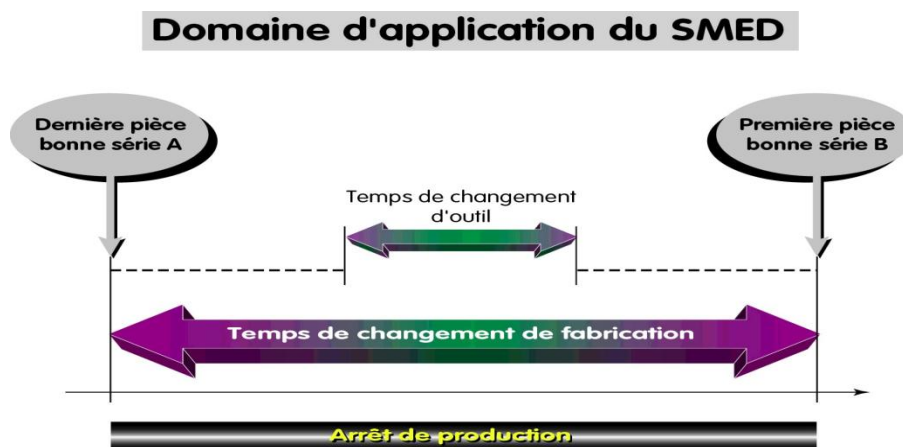 Domaine d'application du SMED
Dernière pièce
bonne série A
Première pièce
bonne série B
Temps de changement
d'outil
Temps de changement de fabrication
Arrêt de production